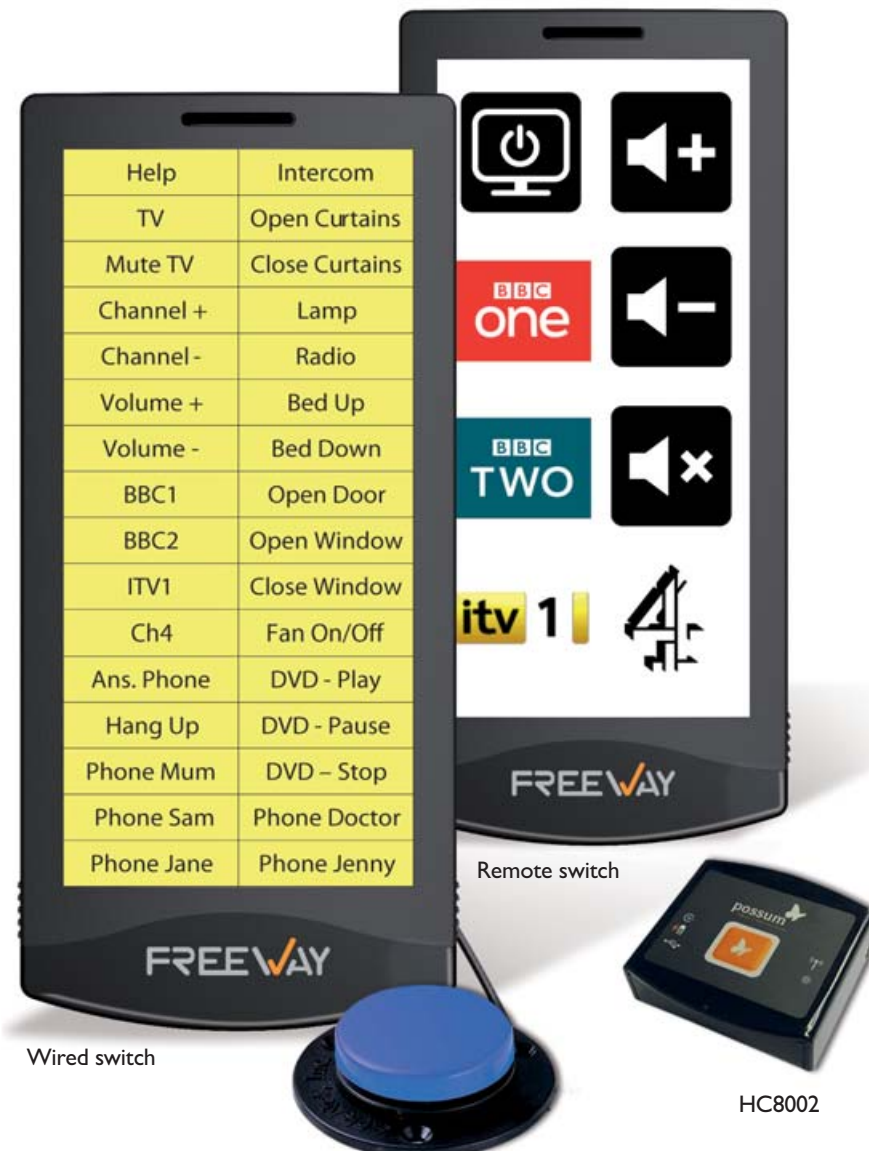 Help Intercom
TV Open Curtains
Mute TV Close Curtains
Channel + Lamp
Channel - Radio
Volume + Bed Up
Volume - Bed Down
BBC1 Open Door
BBC2 Open Window
ITV1 Close Window
Ch4 Fan On/Off
Ans. Phone DVD - Play
Hang Up DVD - Pause
Phone Mum DVD – Stop
Phone Sam Phone Doctor
Phone Jane Phone Jenny
FREEWAY
Wired switch
BBC
one
BBC
TWO
itv 1
4
FREEWAY
Remote switch
possum
HC8002